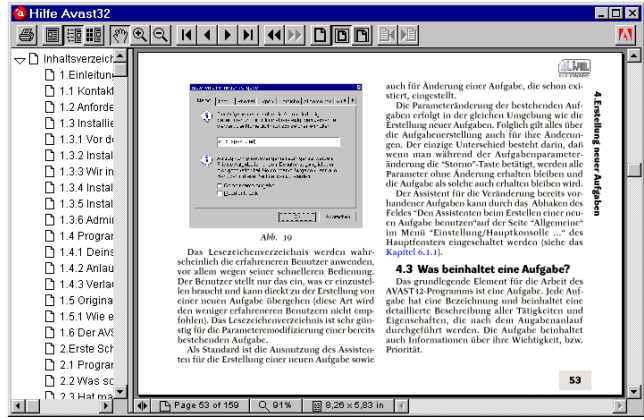 Hilfe Avast32
Inhaltsverzeich
1.Einleitun
1.1 Kontakt
1.2 Anforde
1.3 Installie
1.3.1 Vor d
1.3.2 Instal
1.3.3 Wir in
1.3.4 Instal
1.3.5 Instal
1.3.6 Admi
1.4 Program
1.4.1 Deins
1.4.2 Anlau
1.4.3 Verla
1.5 Origina
1.5.1 Wie e
1.6 Der AV
2.Erste Sch
2.1 Program
2.2 Was so
2.3 Hat ma
Abb. 39
Das Lesezeichenverzeichnis werden wahr-
scheinlich die erfahreneren Benutzer anwenden,
vor allem wegen seiner schnelleren Bedienung.
Der Benutzer stellt nur das ein, was er einzustel-
len braucht und kann direkt zu der Erstellung von
einer neuen Aufgabe übergehen (diese Art wird
den weniger erfahreneren Benutzern nicht emp-
fohlen). Das Lesezeichenverzeichnis ist sehr gün-
stig für die Parameteremodifizierung einer bereits
bestehenden Aufgabe.
Als Standard ist die Ausnutzung des Assisten-
ten für die Erstellung einer neuen Aufgabe sowie
auch für Änderung einer Aufgabe, die schon exi-
stiert, eingestellt.
Die Parameteränderung der bestehenden Auf-
gaben erfolgt in der gleichen Umgebung wie die
Erstellung neuer Aufgaben. Folglich gilt alles über
die Aufgabenerstellung auch für ihre Änderun-
gen. Der einzige Unterschied besteht darin, daß
wenn man während der Aufgabenparameter-
änderung die "Storno"-Taste betätigt, werden alle
Parameter ohne Änderung erhalten bleiben und
die Aufgabe als solche auch erhalten bleiben wird.
Der Assistent für die Veränderung bereits vor-
handener Aufgaben kann durch das Abhaken des
Feldes "Den Assistenten beim Erstellen einer neu-
en Aufgabe benutzen"auf der Seite "Allgemeine"
im Menü "Einstellung/Hauptkonsolle ..." des
Hauptfensters eingeschaltet werden (siehe das
Kapitel 6.1.1).
4.3 Was beinhaltet eine Aufgabe?
Das grundlegende Element für die Arbeit des
AVAST32-Programms ist eine Aufgabe. Jede Auf-
gabe hat eine Bezeichnung und beinhaltet eine
detaillierte Beschreibung aller Tätigkeiten und
Eigenschaften, die nach dem Augabenanlauf
durchgeführt werden. Die Aufgabe beinhaltet
auch Informationen über ihre Wichtigkeit, bzw.
Priorität.
4.Erstellung neuer Aufgaben
53
Page 53 of 159
91%
8,26 x 5,83 in